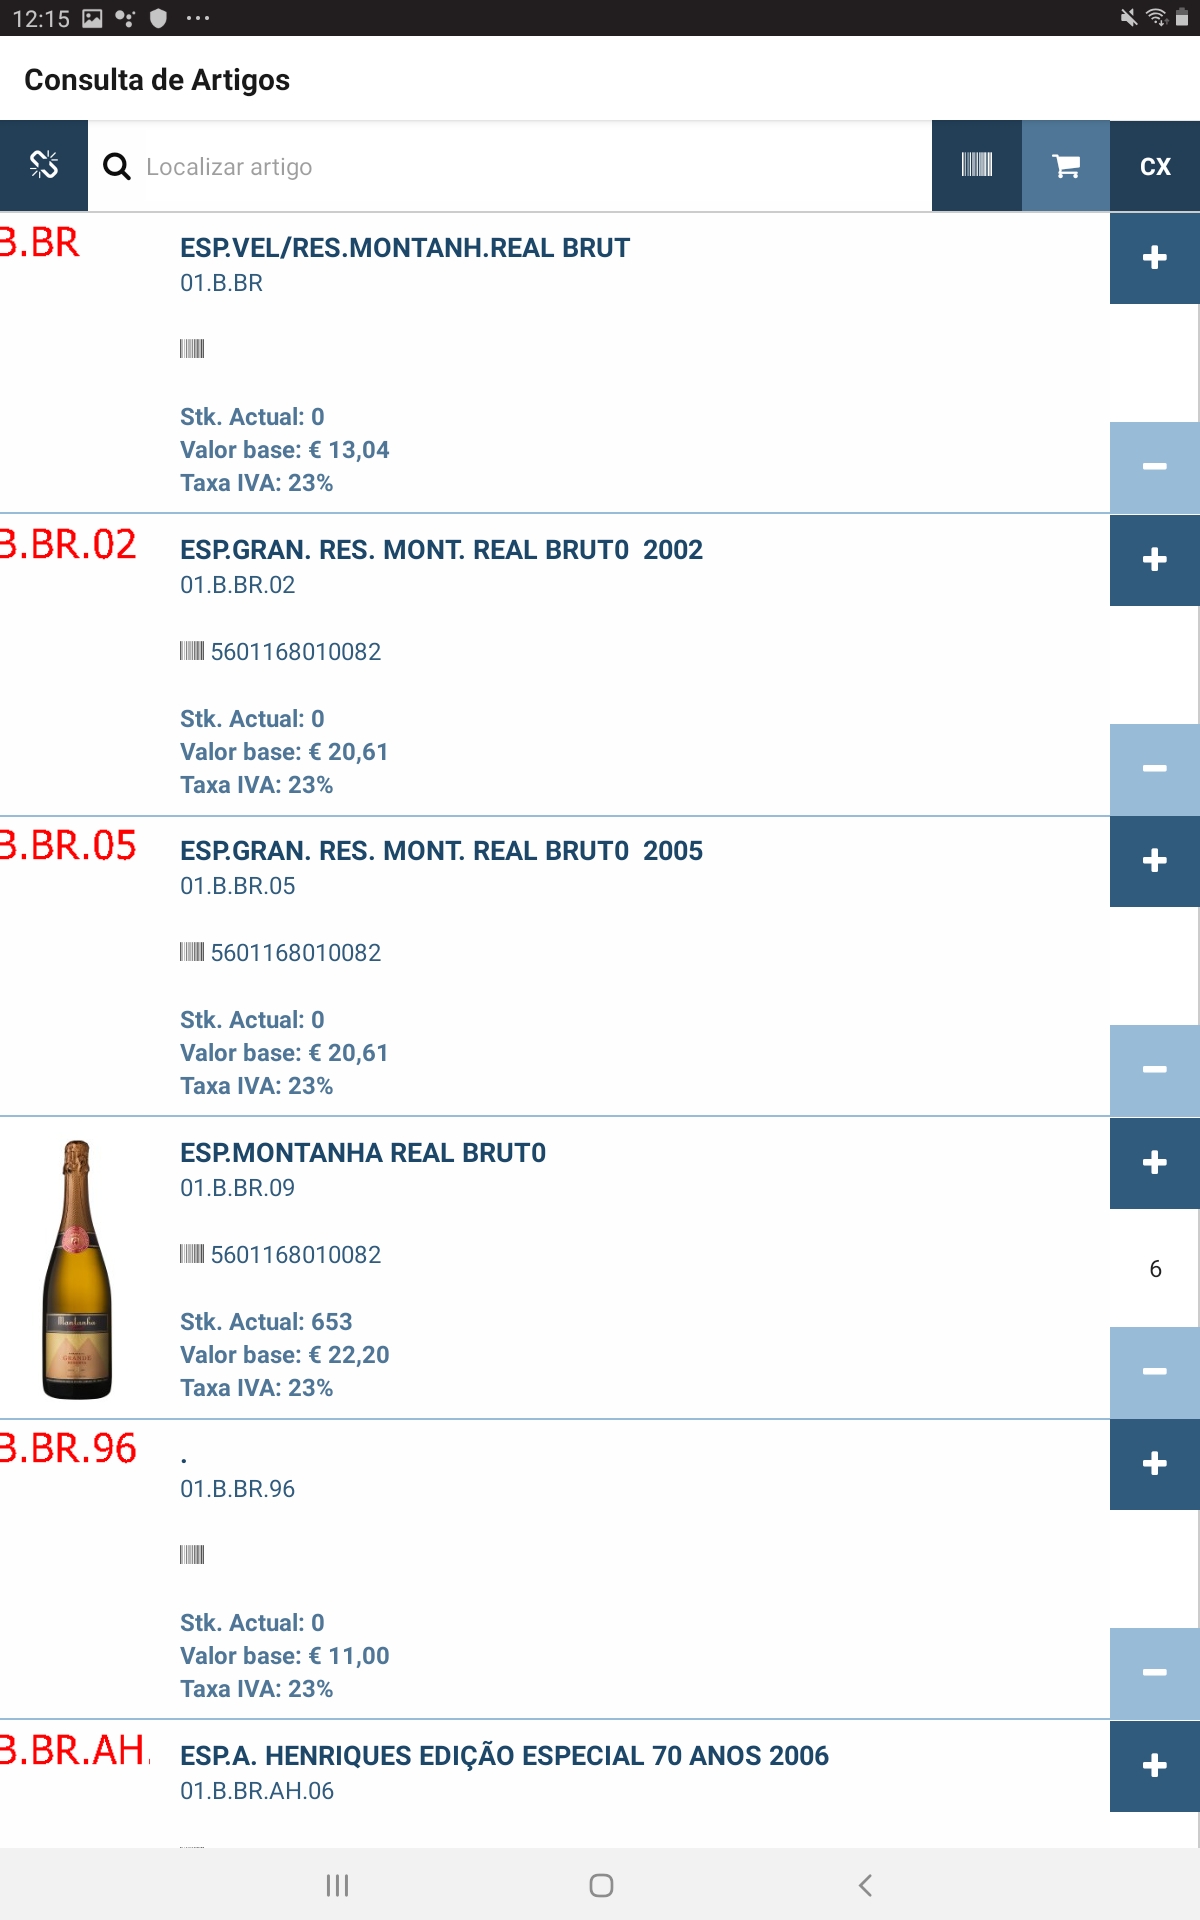 12:15
Consulta de Artigos
Localizar artigo
CX
B.BR
ESP.VEL/RES.MONTANH.REAL BRUT
01.B.BR
Stk. Actual: 0
Valor base: € 13,04
Taxa IVA: 23%
B.BR.02
ESP.GRAN. RES. MONT. REAL BRUT0  2002
01.B.BR.02
5601168010082
Stk. Actual: 0
Valor base: € 20,61
Taxa IVA: 23%
B.BR.05
ESP.GRAN. RES. MONT. REAL BRUT0  2005
01.B.BR.05
5601168010082
Stk. Actual: 0
Valor base: € 20,61
Taxa IVA: 23%
ESP.MONTANHA REAL BRUT0
01.B.BR.09
5601168010082
6
Montanha
GRANDE
Stk. Actual: 653
Valor base: € 22,20
Taxa IVA: 23%
B.BR.96
.
01.B.BR.96
Stk. Actual: 0
Valor base: € 11,00
Taxa IVA: 23%
B.BR.AH.
ESP.A. HENRIQUES EDIÇÃO ESPECIAL 70 ANOS 2006
01.B.BR.AH.06